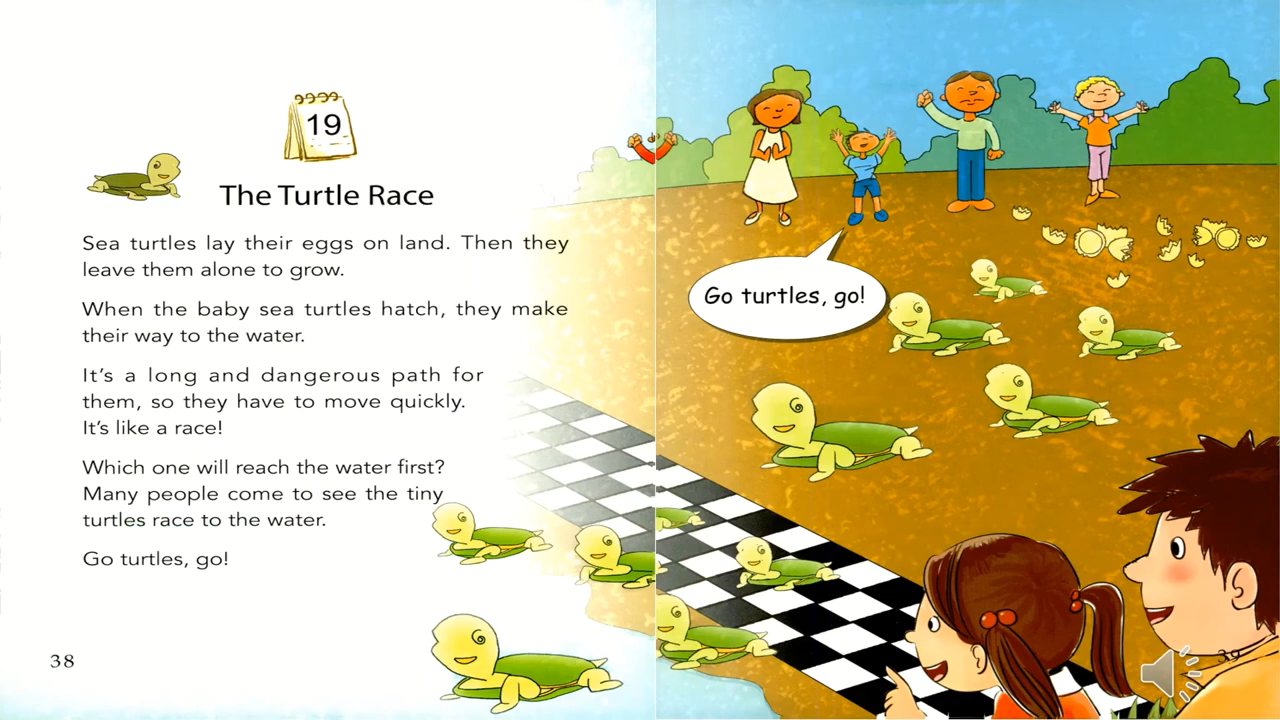 19
The Turtle Race
Sea turtles lay their eggs on land. Then they
leave them alone to grow.
When the baby sea turtles hatch, they make
their way to the water.
It's a long and dangerous path for
them, so they have to move quickly.
It's like a race!
Which one will reach the water first?
Many people come to see the tiny
turtles race to the water.
Go turtles, go!
38
Go turtles, go!
39